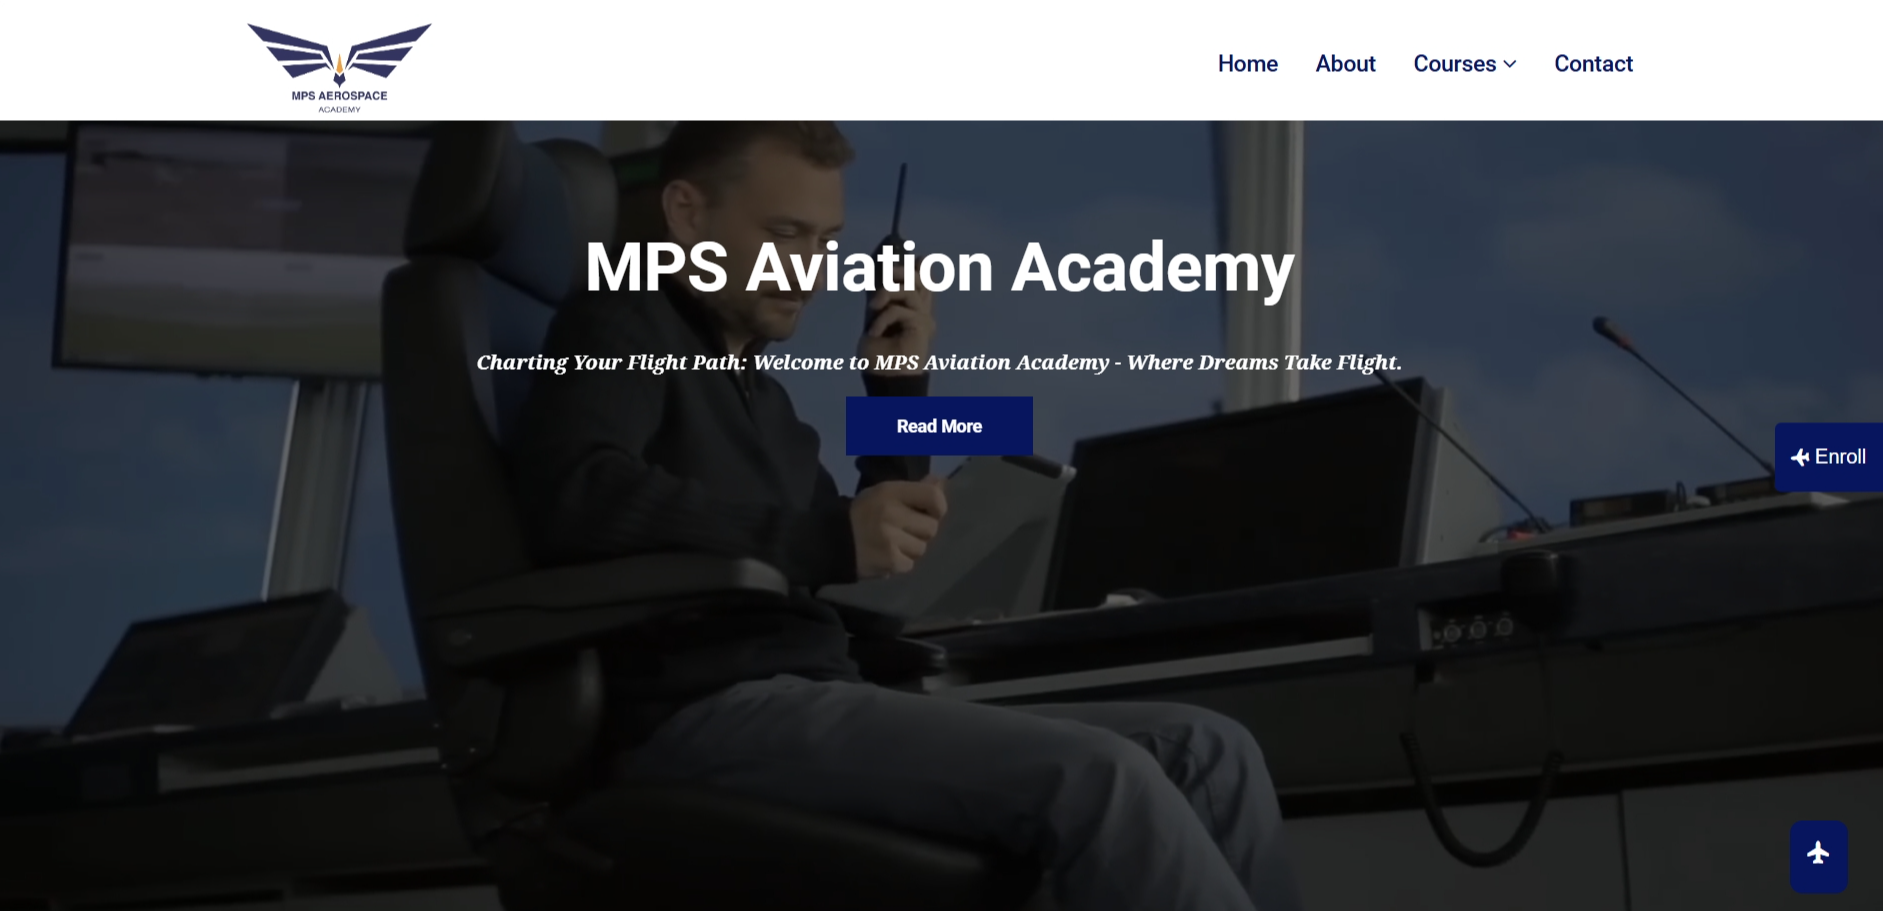 MPS AEROSPACE
ACADEMY
Home
About
Courses
Contact
MPS Aviation Academy
Charting Your Flight Path: Welcome to MPS Aviation Academy - Where Dreams Take Flight.
Read More
Enroll